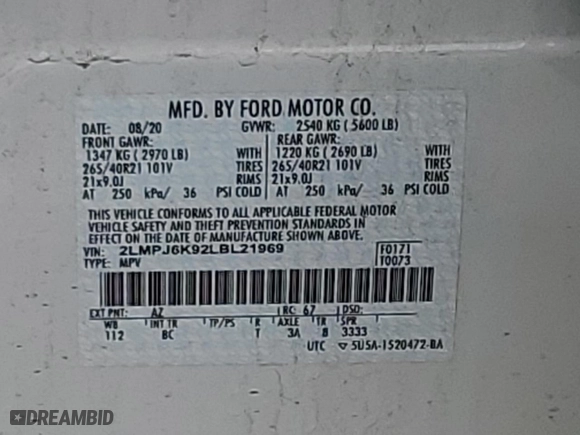 MFD. BY FORD MOTOR CO.
DATE: 08/20 GVWR: 2540 KG ( 5600 LB)
FRONT GAWR: REAR GAWR:
1347 KG ( 2970 LB) WITH 1220 KG ( 2690 LB) WITH
265/40R21 101V TIRES 265/40R21 101V TIRES
21x9.0J RIMS 21x9.0J RIMS
AT 250 kPa/ 36 PSI COLD AT 250 kPa/ 36 PSI COLD
THIS VEHICLE CONFORMS TO ALL APPLICABLE FEDERAL MOTOR
VEHICLE SAFETY AND THEFT PREVENTION STANDARDS IN
EFFECT ON THE DATE OF MANUFACTURE SHOWN ABOVE.
VIN: 2LMPJ6K92LBL21969 F0171
TYPE: MPV T0073
EXT PNT: AZ RC: 67 DSO:
WB INT TR TP/PS R AXLE TR SPR
112 BC T 3A B 3333
UTC ▽ 5U5A-1520472-BA
DREAMBID